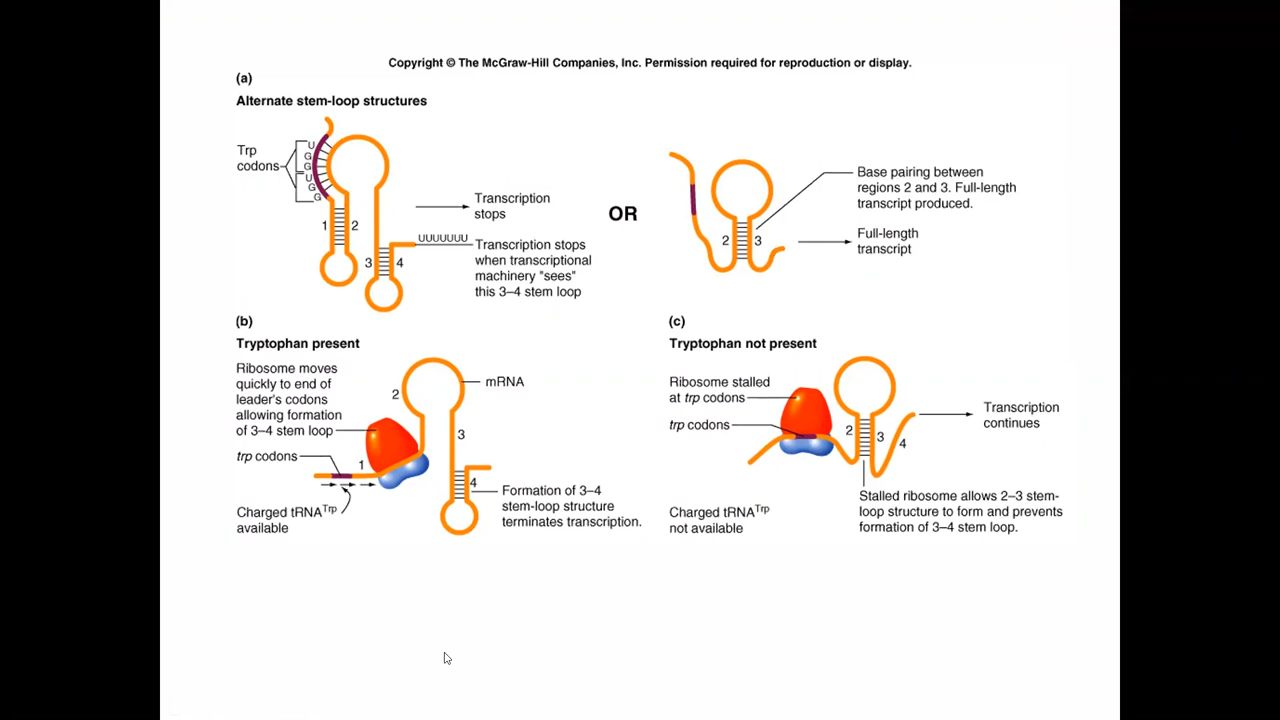 Copyright © The McGraw-Hill Companies, Inc. Permission required for reproduction or display.
(a)
Alternate stem-loop structures
Trp
codons
U
G
G
U
G
G
1
2
3
4
UUUUUUU
Transcription
stops
Transcription stops
when transcriptional
machinery "sees"
this 3–4 stem loop
OR
2
3
Base pairing between
regions 2 and 3. Full-length
transcript produced.
Full-length
transcript
(b)
Tryptophan present
Ribosome moves
quickly to end of
leader's codons
allowing formation
of 3–4 stem loop
trp codons
Charged tRNATrp
available
1
2
mRNA
3
4
Formation of 3–4
stem-loop structure
terminates transcription.
(c)
Tryptophan not present
Ribosome stalled
at trp codons
trp codons
Charged tRNATrp
not available
2
3
4
Transcription
continues
Stalled ribosome allows 2–3 stem-
loop structure to form and prevents
formation of 3–4 stem loop.